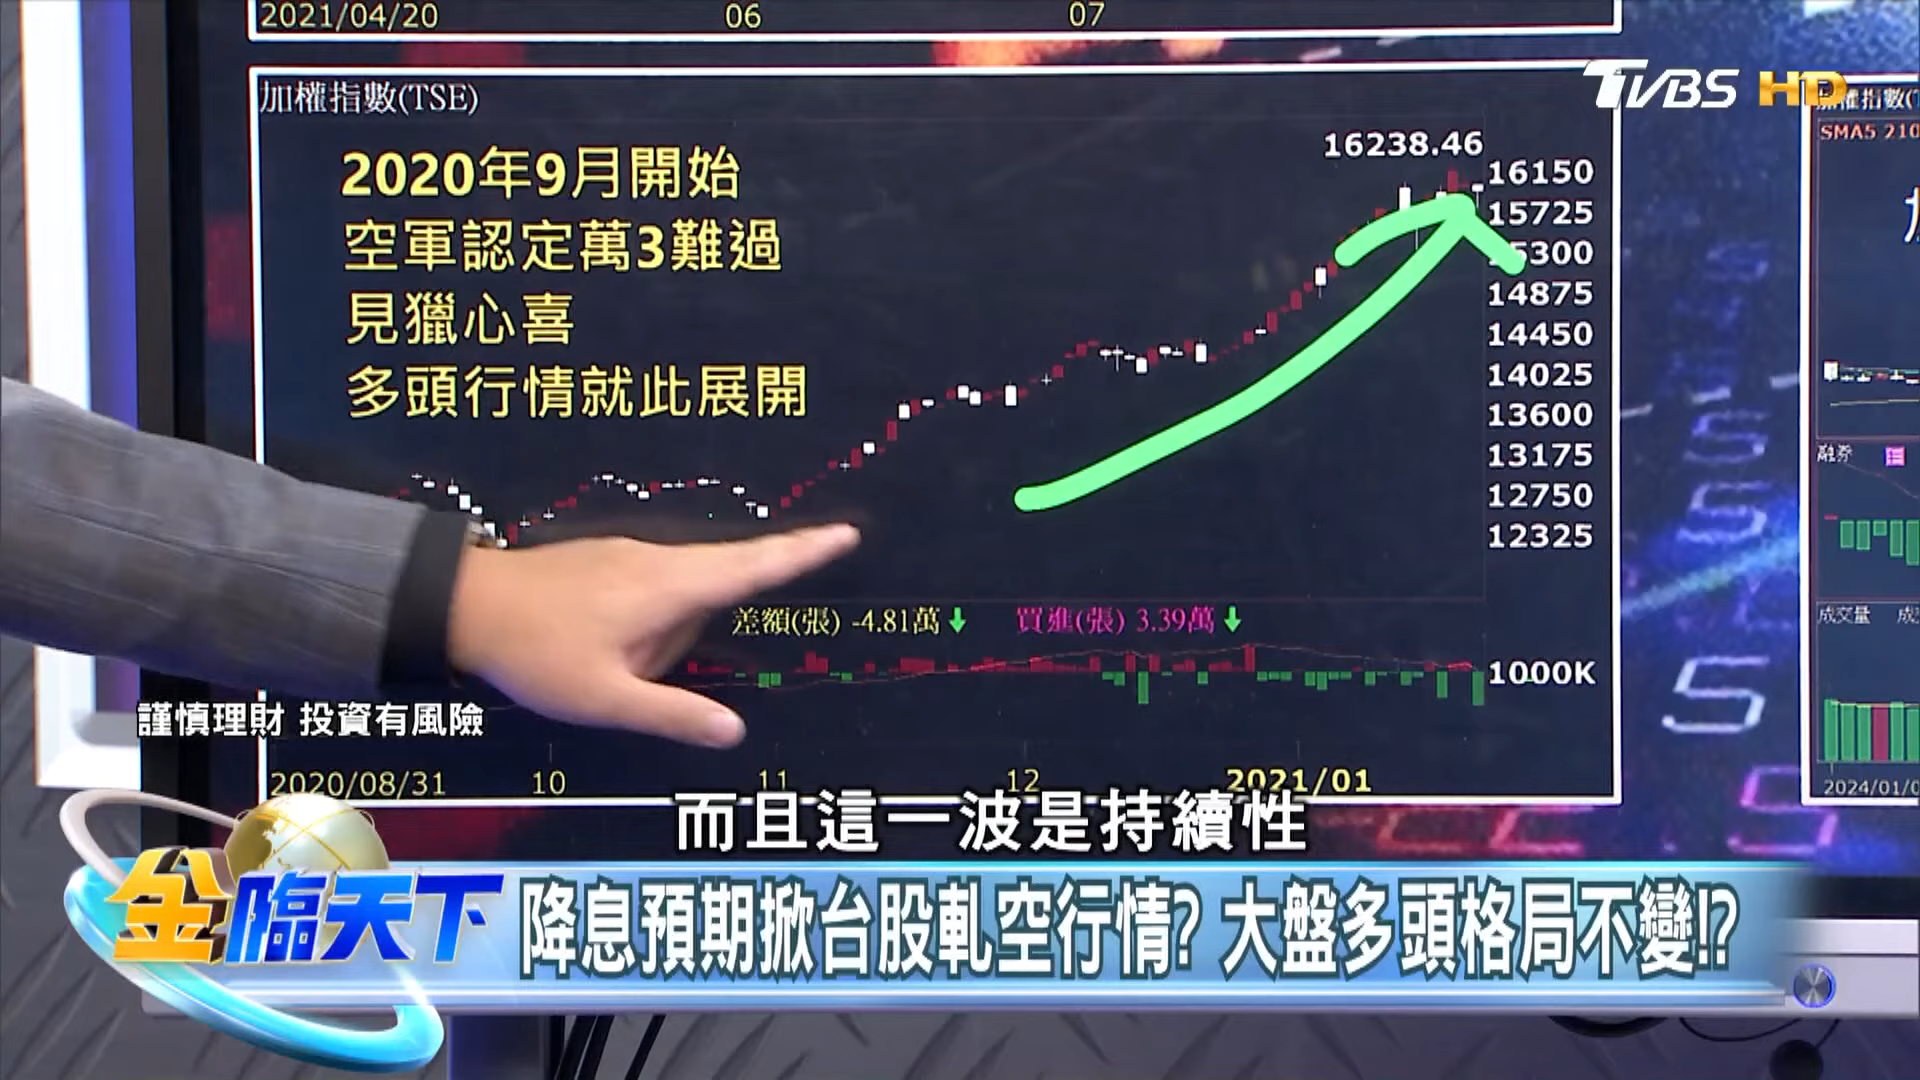 2021/04/20 06 07
TVBS HD
加權指數(TSE)
2020年9月開始
空軍認定萬3難過
見獵心喜
多頭行情就此展開
16238.46
16150
15725
15300
14875
14450
14025
13600
13175
12750
12325
差額(張) -4.81萬 買進(張) 3.39萬
1000K
2020/08/31 10 11 12 2021/01
SMA5 210
融券
成交量
2024/01/0
謹慎理財 投資有風險
而且這一波是持續性
金臨天下
降息預期掀台股軋空行情? 大盤多頭格局不變!?